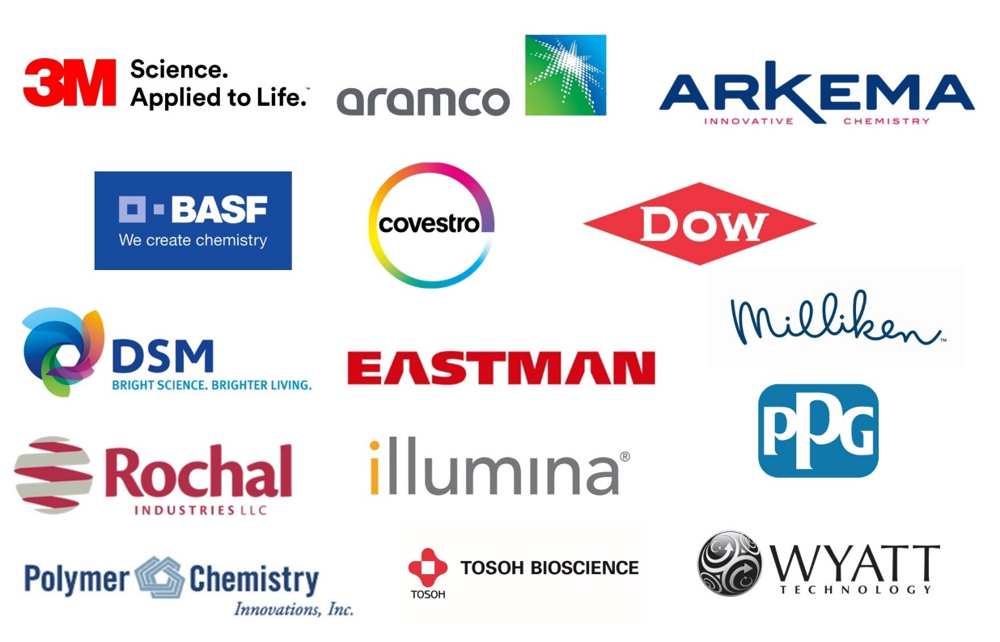 3M Science.
Applied to Life.™
aramco
ARKEMA
INNOVATIVE CHEMISTRY
BASF
We create chemistry
covestro
Dow
Milliken™
DSM
BRIGHT SCIENCE. BRIGHTER LIVING.
EASTMAN
PPG
Rochal
INDUSTRIES LLC
illumina®
Polymer Chemistry
Innovations, Inc.
TOSOH
TOSOH BIOSCIENCE
WYATT
TECHNOLOGY